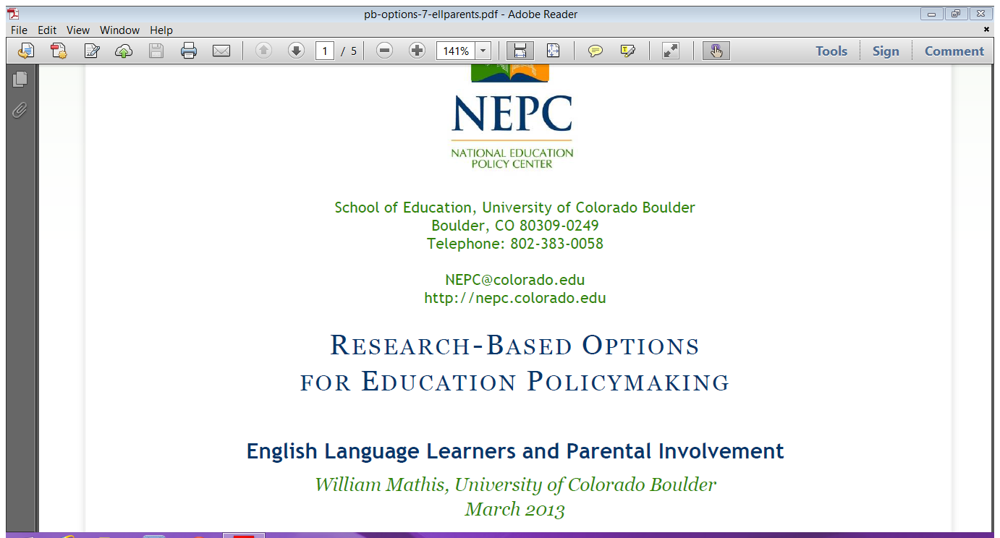 pb-options-7-ellparents.pdf - Adobe Reader
File Edit View Window Help
1 / 5 141% Tools Sign Comment
NEPC
NATIONAL EDUCATION
POLICY CENTER
School of Education, University of Colorado Boulder
Boulder, CO 80309-0249
Telephone: 802-383-0058
NEPC@colorado.edu
http://nepc.colorado.edu
RESEARCH-BASED OPTIONS
FOR EDUCATION POLICYMAKING
English Language Learners and Parental Involvement
William Mathis, University of Colorado Boulder
March 2013